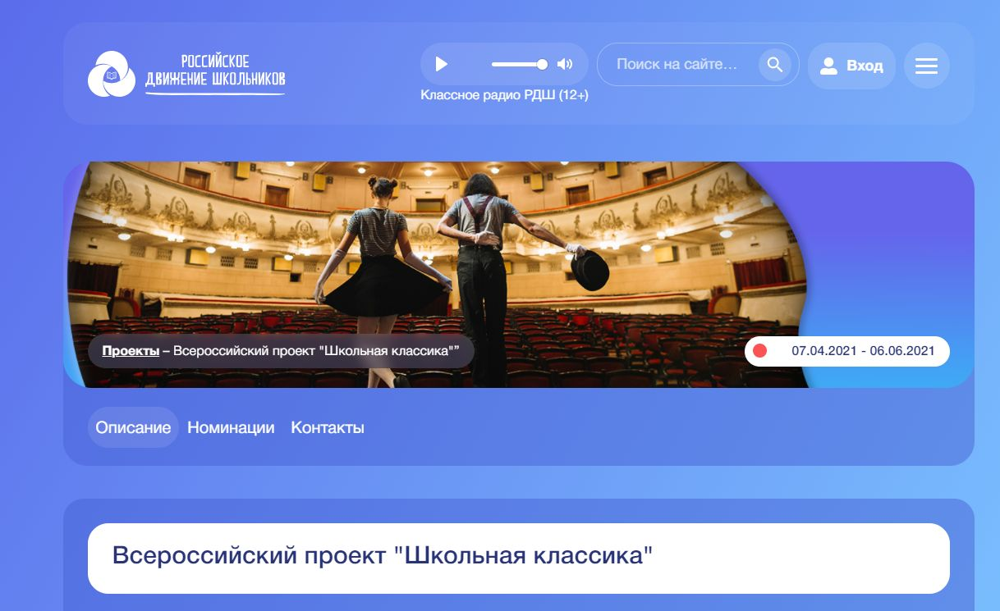 РОССИЙСКОЕ
ДВИЖЕНИЕ ШКОЛЬНИКОВ
Классное радио РДШ (12+)
Поиск на сайте...
Вход
Проекты – Всероссийский проект "Школьная классика"”
07.04.2021 - 06.06.2021
Описание Номинации Контакты
Всероссийский проект "Школьная классика"